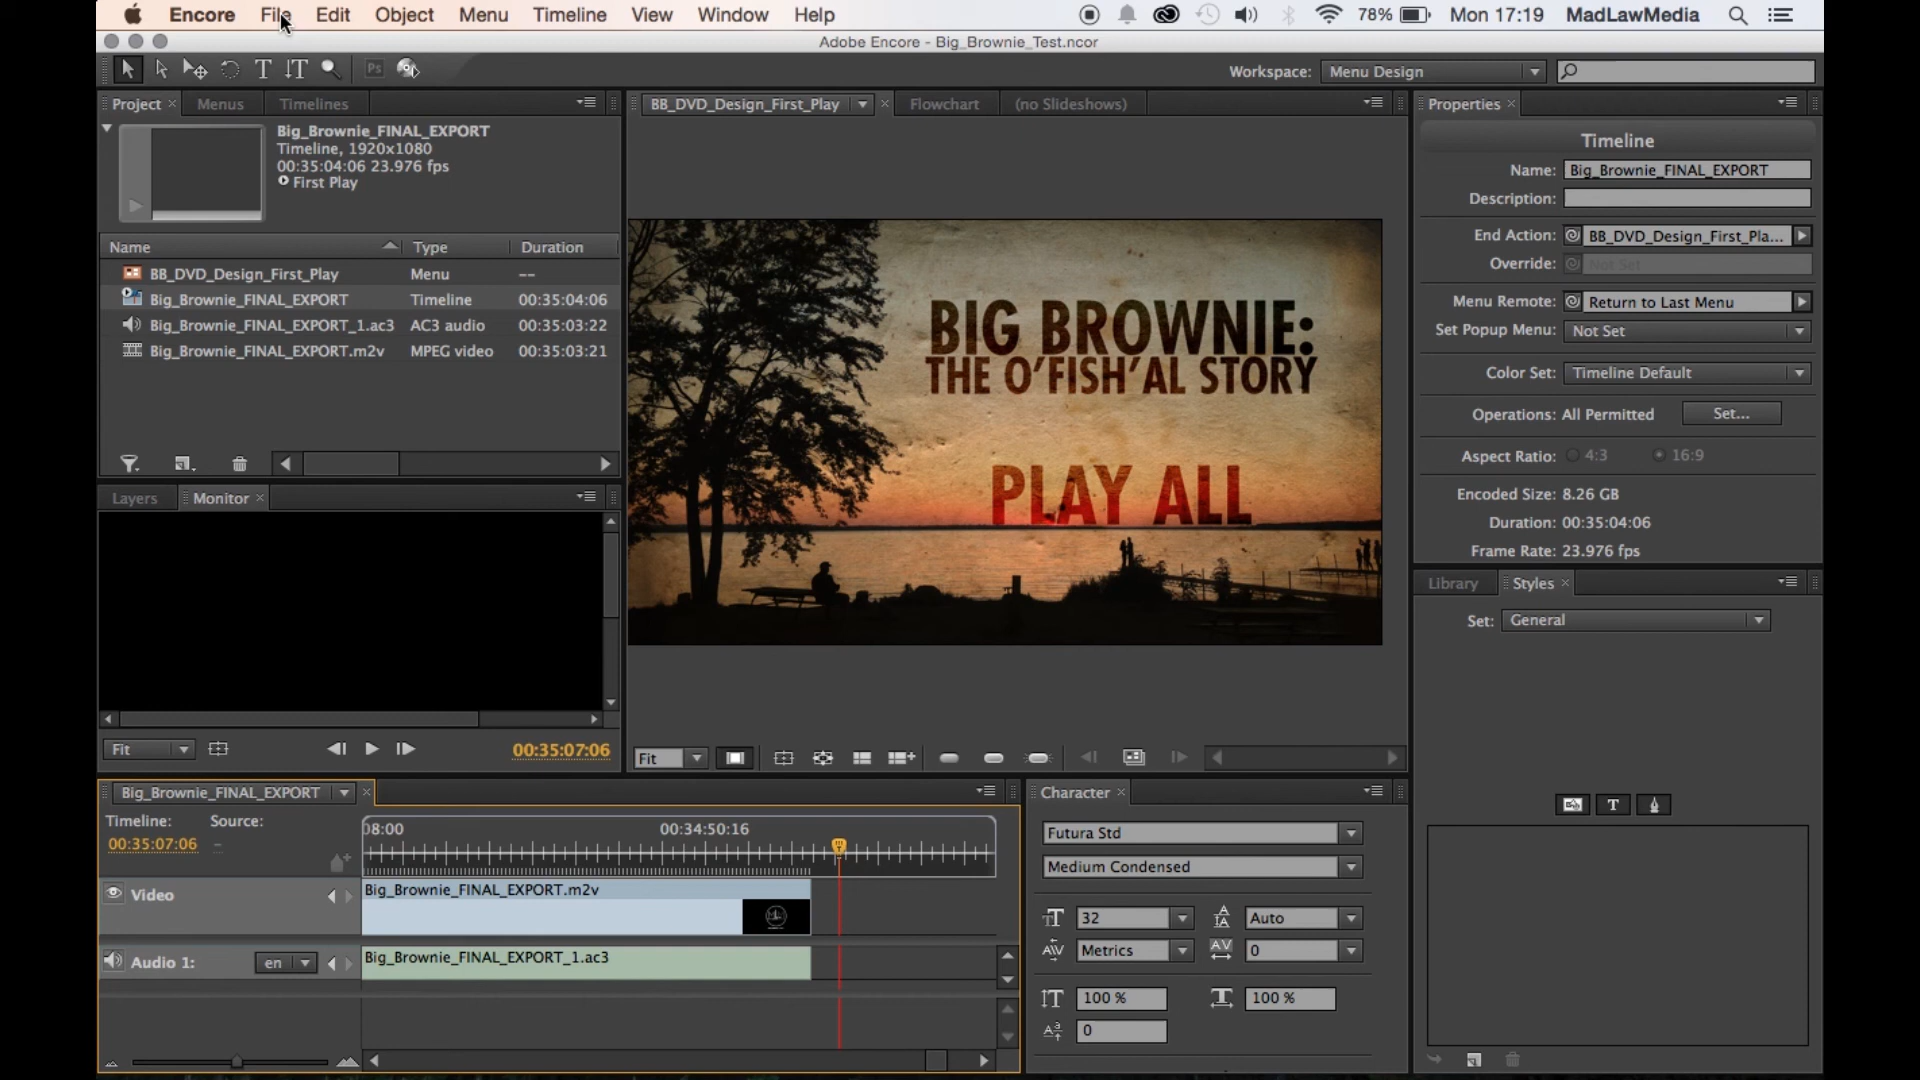 Encore File Edit Object Menu Timeline View Window Help 78% Mon 17:19 MadLawMedia
Adobe Encore - Big_Brownie_Test.ncor
Ps Workspace: Menu Design
Project Menus Timelines
Big_Brownie_FINAL_EXPORT
Timeline, 1920x1080
00:35:04:06 23.976 fps
First Play
Name Type Duration
BB_DVD_Design_First_Play Menu --
Big_Brownie_FINAL_EXPORT Timeline 00:35:04:06
Big_Brownie_FINAL_EXPORT_1.ac3 AC3 audio 00:35:03:22
Big_Brownie_FINAL_EXPORT.m2v MPEG video 00:35:03:21
Layers Monitor
Fit 00:35:07:06
BB_DVD_Design_First_Play Flowchart (no Slideshows)
BIG BROWNIE:
THE O'FISH'AL STORY
PLAY ALL
Fit
Properties
Timeline
Name: Big_Brownie_FINAL_EXPORT
Description:
End Action: BB_DVD_Design_First_Pla...
Override: Not Set
Menu Remote: Return to Last Menu
Set Popup Menu: Not Set
Color Set: Timeline Default
Operations: All Permitted Set...
Aspect Ratio: 4:3 16:9
Encoded Size: 8.26 GB
Duration: 00:35:04:06
Frame Rate: 23.976 fps
Library Styles
Set: General
Big_Brownie_FINAL_EXPORT
Timeline: Source:
00:35:07:06 –
08:00 00:34:50:16
Video Big_Brownie_FINAL_EXPORT.m2v
Audio 1: en Big_Brownie_FINAL_EXPORT_1.ac3
Character
Futura Std
Medium Condensed
32 Auto
Metrics 0
100 % 100 %
0